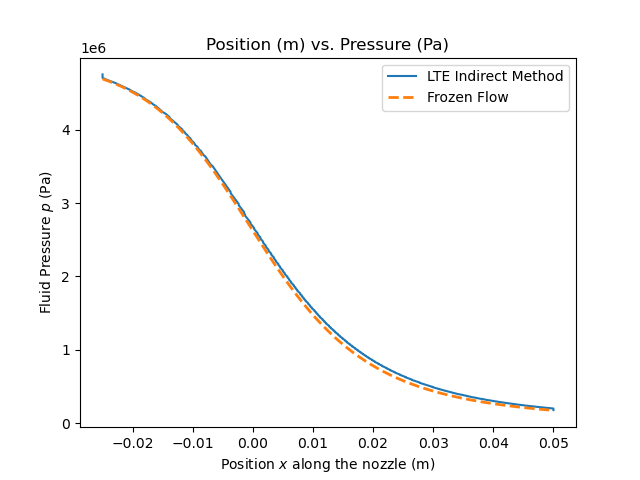 Position (m) vs. Pressure (Pa)
1e6
LTE Indirect Method
Frozen Flow
4
3
2
1
0
Fluid Pressure p (Pa)
−0.02 −0.01 0.00 0.01 0.02 0.03 0.04 0.05
Position x along the nozzle (m)